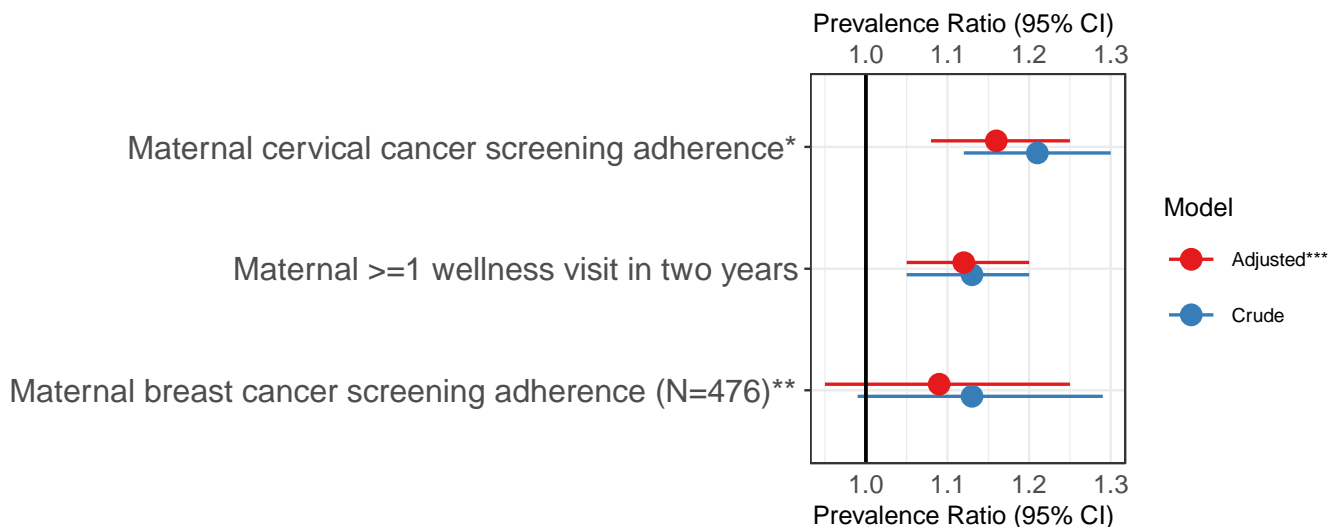 Prevalence Ratio (95% CI)
1.0 1.1 1.2 1.3
Maternal cervical cancer screening adherence*
Maternal >=1 wellness visit in two years
Maternal breast cancer screening adherence (N=476)**
1.0 1.1 1.2 1.3
Prevalence Ratio (95% CI)
Model
Adjusted***
Crude